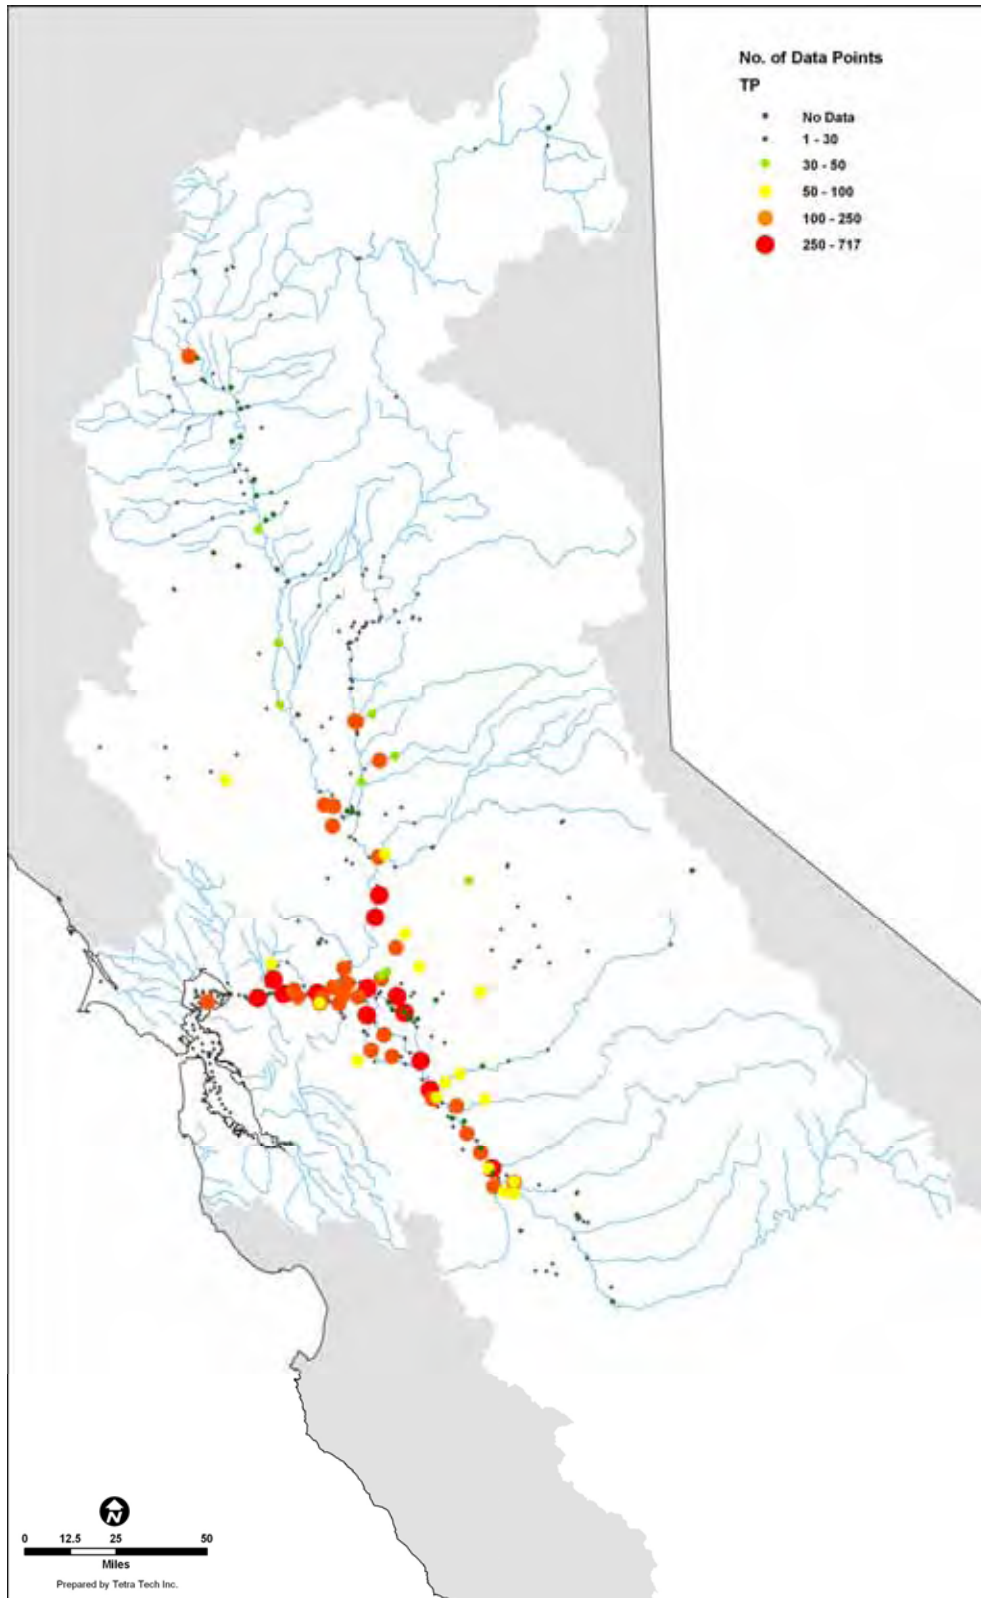 No. of Data Points
TP
No Data
1 - 30
30 - 50
50 - 100
100 - 250
250 - 717
N
0 12.5 25 50
Miles
Prepared by Tetra Tech Inc.